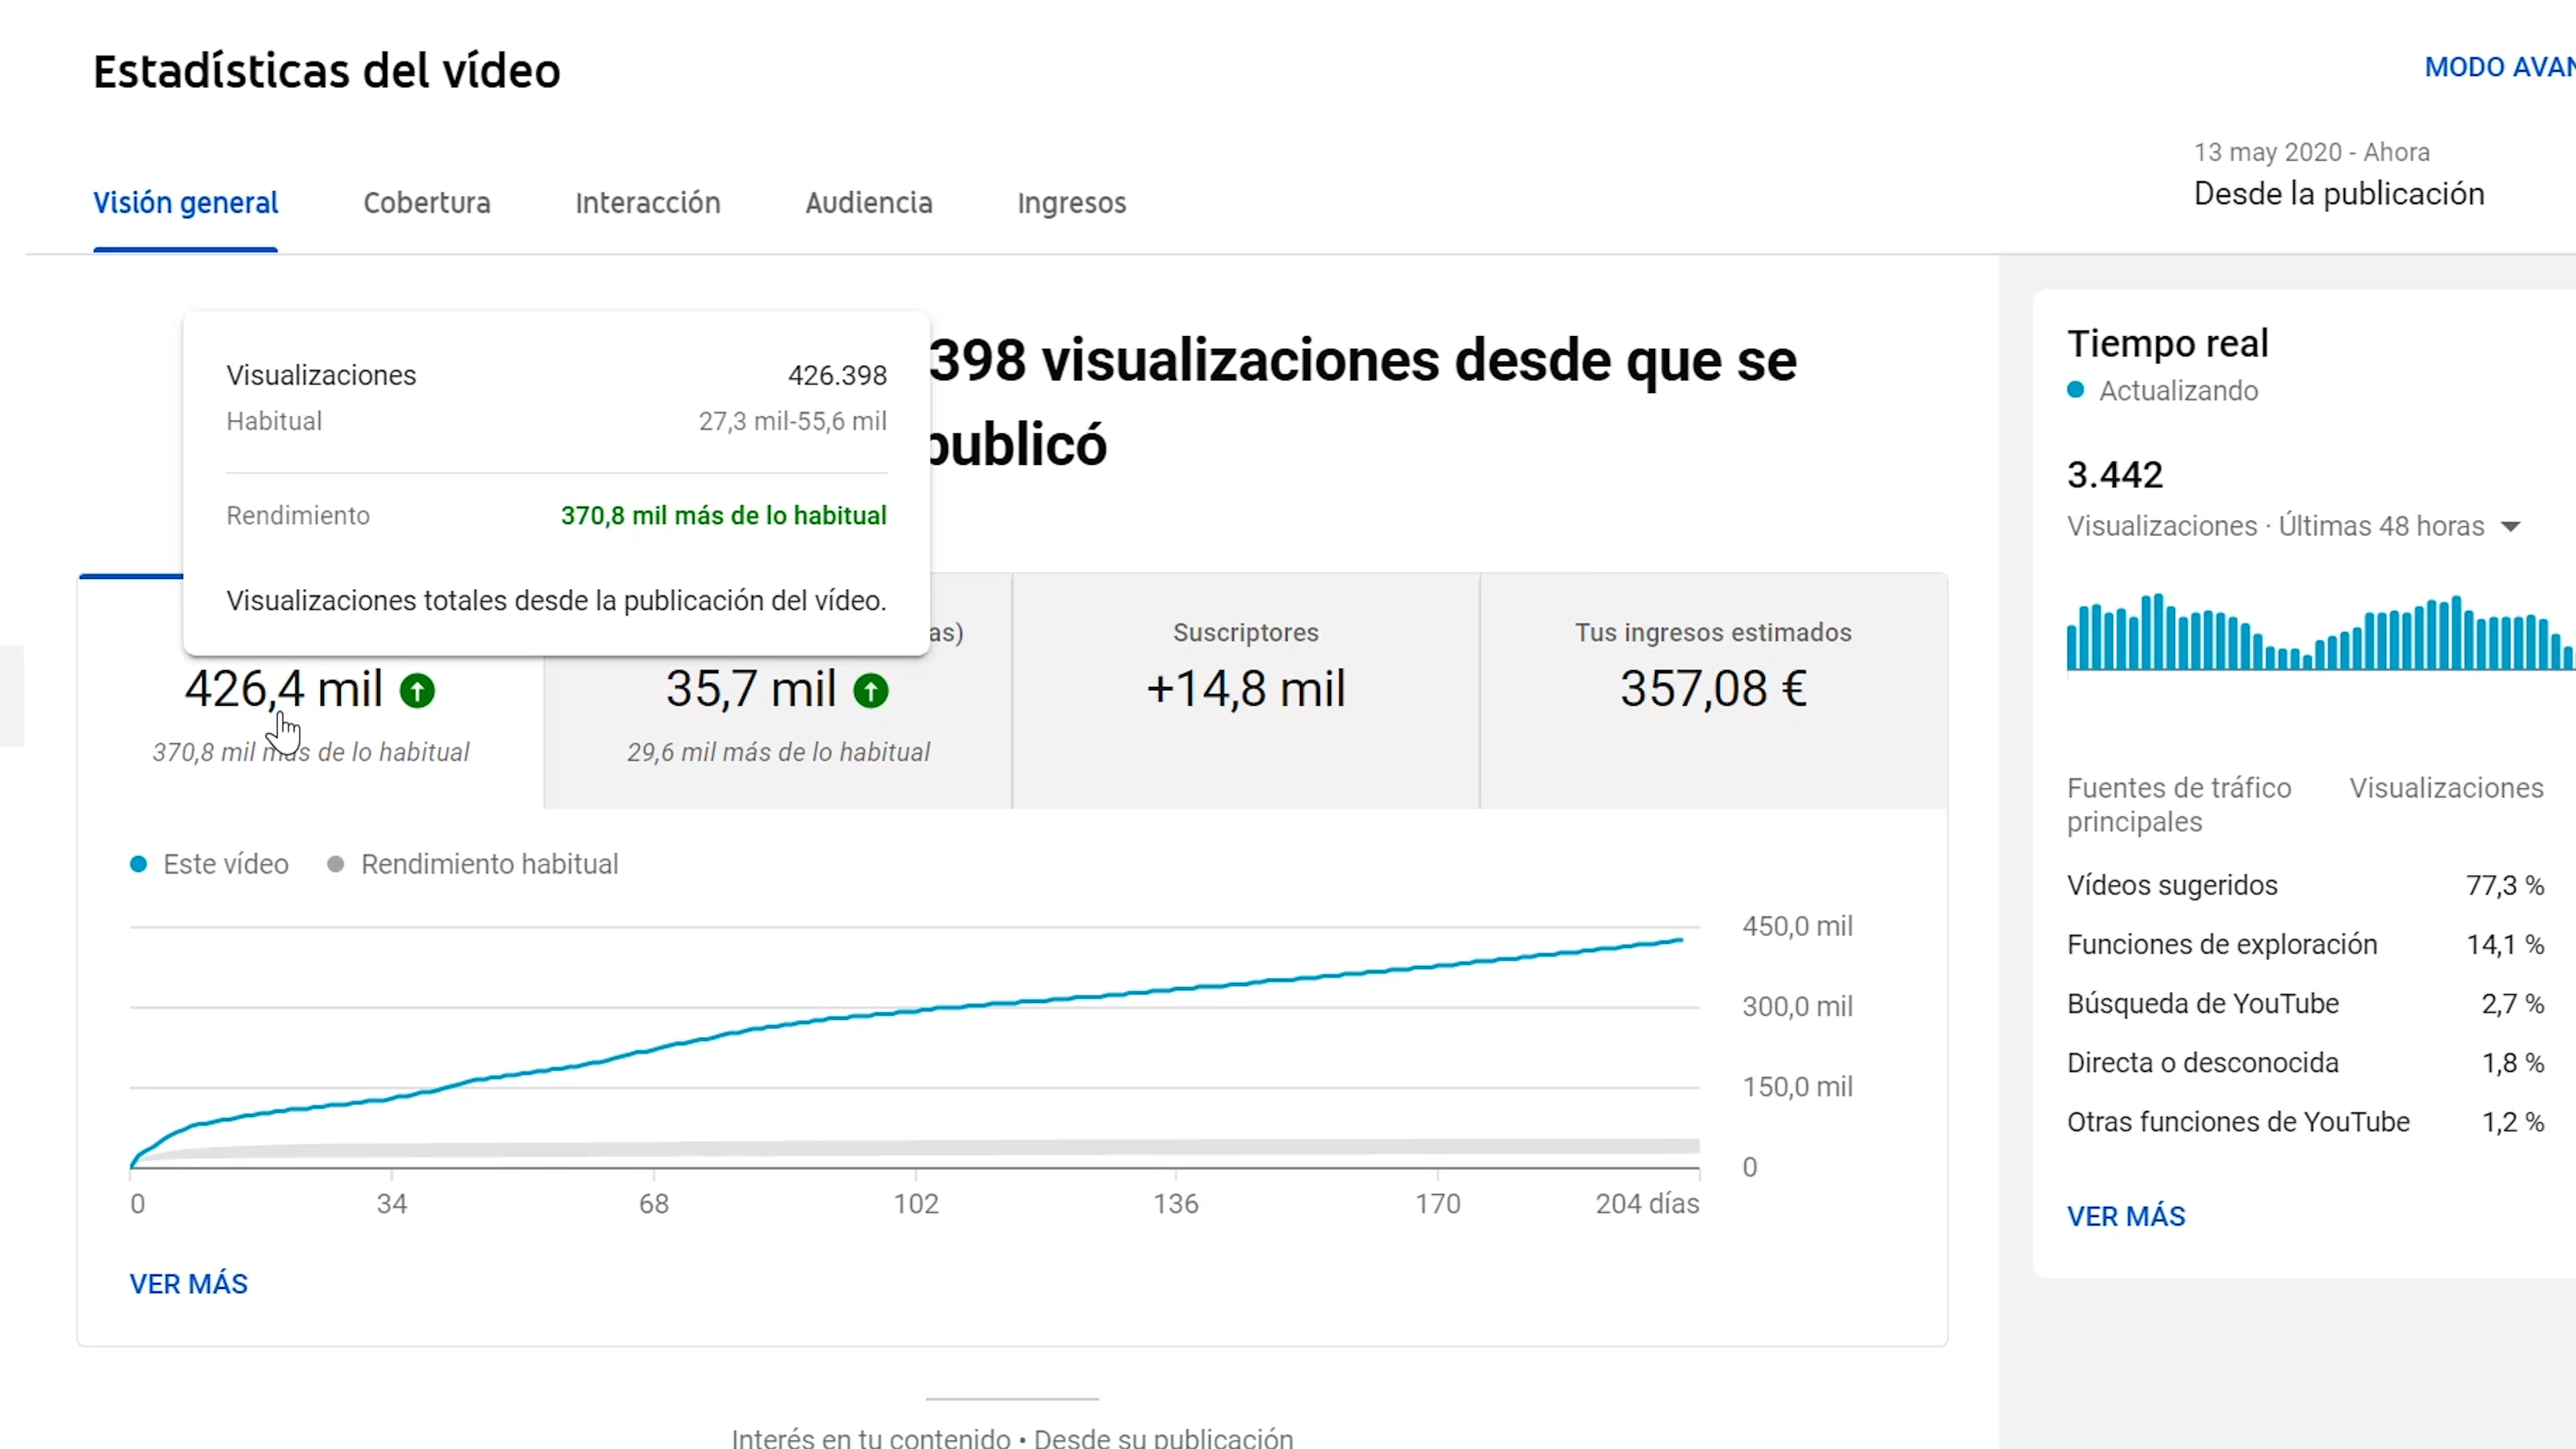 Estadísticas del vídeo
MODO AVAN
13 may 2020 - Ahora
Desde la publicación
Visión general
Cobertura
Interacción
Audiencia
Ingresos
398 visualizaciones desde que se
publicó
Visualizaciones 426.398
Habitual 27,3 mil-55,6 mil
Rendimiento 370,8 mil más de lo habitual
Visualizaciones totales desde la publicación del vídeo.
426,4 mil
370,8 mil más de lo habitual
as)
35,7 mil
29,6 mil más de lo habitual
Suscriptores
+14,8 mil
Tus ingresos estimados
357,08 €
Este vídeo
Rendimiento habitual
450,0 mil
300,0 mil
150,0 mil
0
0 34 68 102 136 170 204 días
VER MÁS
Interés en tu contenido • Desde su publicación
Tiempo real
Actualizando
3.442
Visualizaciones · Últimas 48 horas
Fuentes de tráfico
principales
Visualizaciones
Vídeos sugeridos 77,3 %
Funciones de exploración 14,1 %
Búsqueda de YouTube 2,7 %
Directa o desconocida 1,8 %
Otras funciones de YouTube 1,2 %
VER MÁS